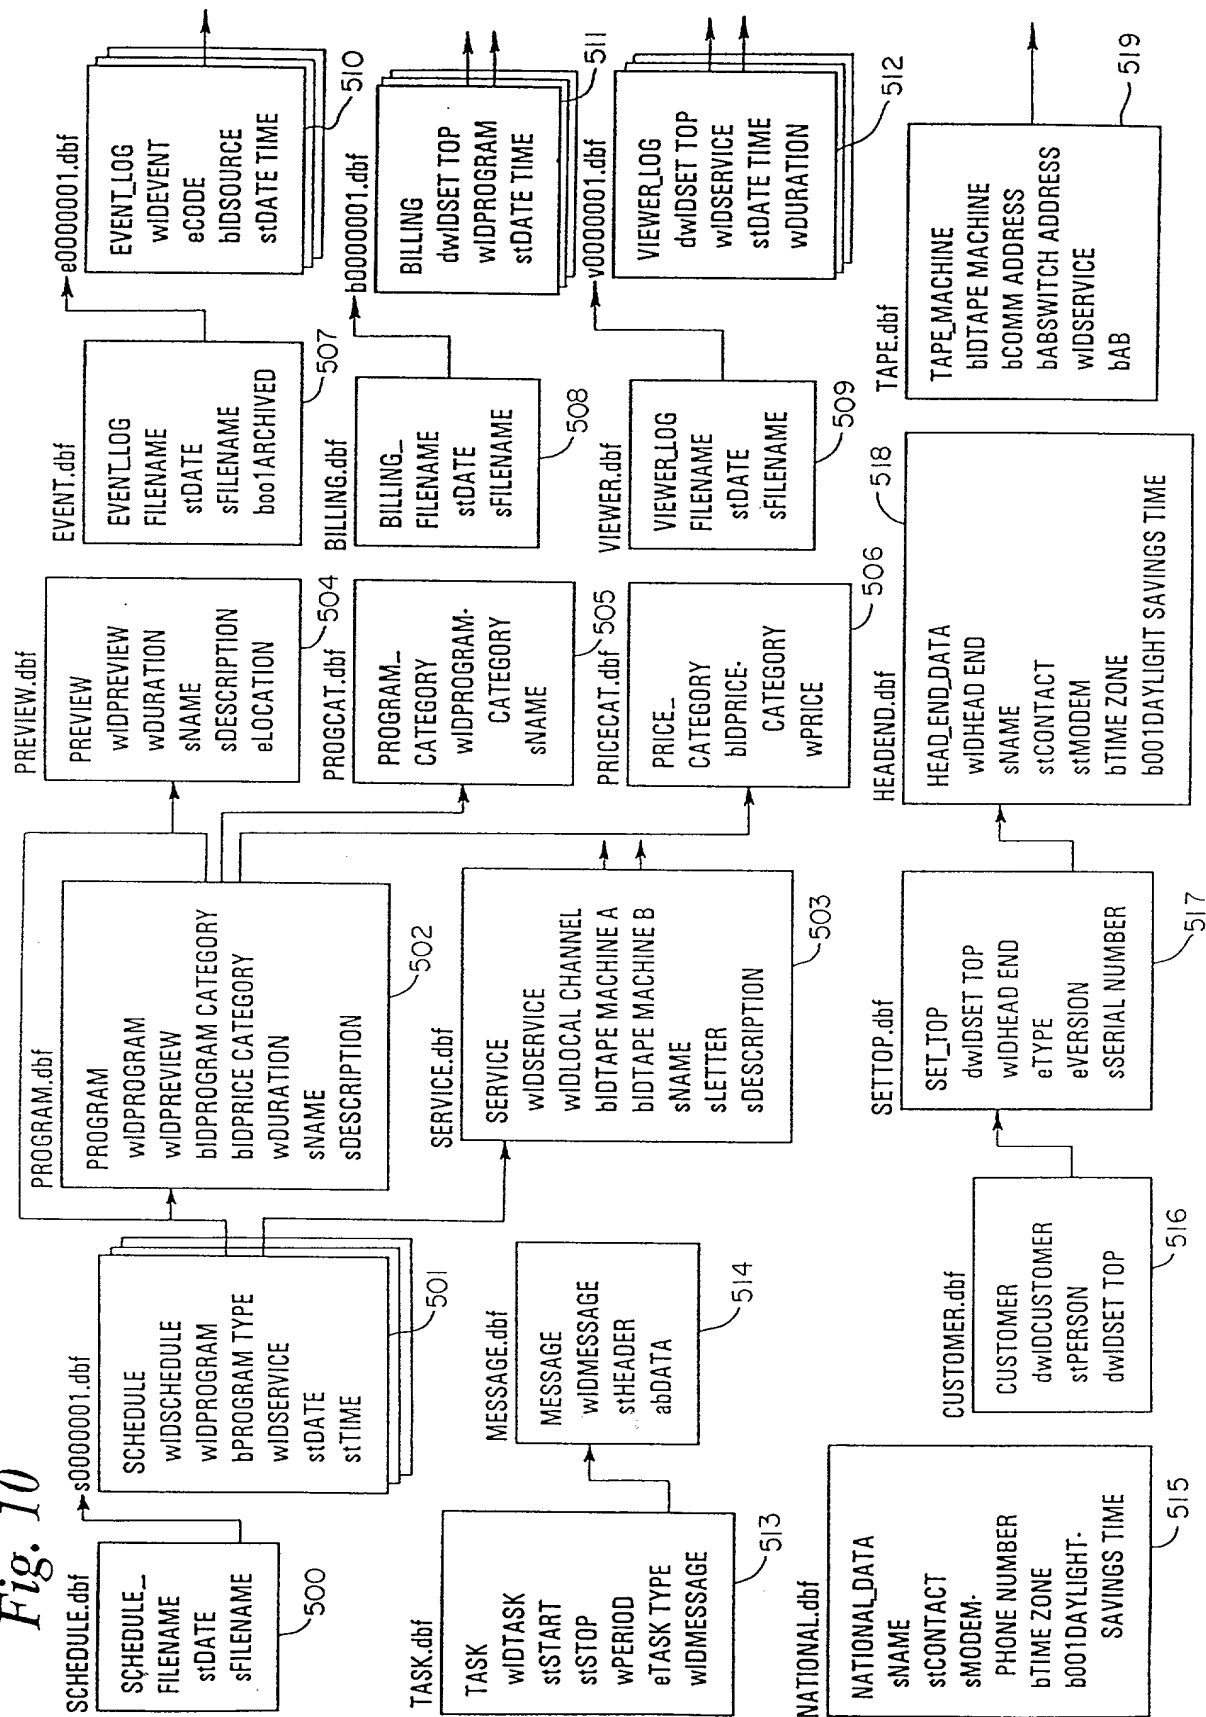 Fig. 10
SCHEDULE.dbf
SCHEDULE_
FILENAME
stDATE
sFILENAME
500
s0000001.dbf
SCHEDULE
wIDSCHEDULE
wIDPROGRAM
bPROGRAM TYPE
wIDSERVICE
stDATE
stTIME
501
PROGRAM.dbf
PROGRAM
wIDPROGRAM
wIDPREVIEW
bIDPROGRAM CATEGORY
bIDPRICE CATEGORY
wDURATION
sNAME
sDESCRIPTION
502
PREVIEW.dbf
PREVIEW
wIDPREVIEW
wDURATION
sNAME
sDESCRIPTION
eLOCATION
504
EVENT.dbf
EVENT_LOG
FILENAME
stDATE
sFILENAME
boo1ARCHIVED
507
e0000001.dbf
EVENT_LOG
wIDEVENT
eCODE
bIDSOURCE
stDATE TIME
510
PROGCAT.dbf
PROGRAM_
CATEGORY
wIDPROGRAM-
CATEGORY
sNAME
505
BILLING.dbf
BILLING_
FILENAME
stDATE
sFILENAME
508
b0000001.dbf
BILLING
dwIDSET TOP
wIDPROGRAM
stDATE TIME
511
TASK.dbf
TASK
wIDTASK
stSTART
stSTOP
wPERIOD
eTASK TYPE
wIDMESSAGE
513
MESSAGE.dbf
MESSAGE
wIDMESSAGE
stHEADER
abDATA
514
SERVICE.dbf
SERVICE
wIDSERVICE
wIDLOCAL CHANNEL
bIDTAPE MACHINE A
bIDTAPE MACHINE B
sNAME
sLETTER
sDESCRIPTION
503
PRICECAT.dbf
PRICE_
CATEGORY
bIDPRICE-
CATEGORY
wPRICE
506
VIEWER.dbf
VIEWER_LOG
FILENAME
stDATE
sFILENAME
509
v0000001.dbf
VIEWER_LOG
dwIDSET TOP
wIDSERVICE
stDATE TIME
wDURATION
512
NATIONAL.dbf
NATIONAL_DATA
sNAME
stCONTACT
sMODEM-
PHONE NUMBER
bTIME ZONE
b001DAYLIGHT-
SAVINGS TIME
515
CUSTOMER.dbf
CUSTOMER
dwIDCUSTOMER
stPERSON
dwIDSET TOP
516
SETTOP.dbf
SET_TOP
dwIDSET TOP
wIDHEAD END
eTYPE
eVERSION
sSERIAL NUMBER
517
HEADEND.dbf
HEAD_END_DATA
wIDHEAD END
sNAME
stCONTACT
stMODEM
bTIME ZONE
b001DAYLIGHT SAVINGS TIME
518
TAPE.dbf
TAPE_MACHINE
bIDTAPE MACHINE
bCOMM ADDRESS
bABSWITCH ADDRESS
wIDSERVICE
bAB
519